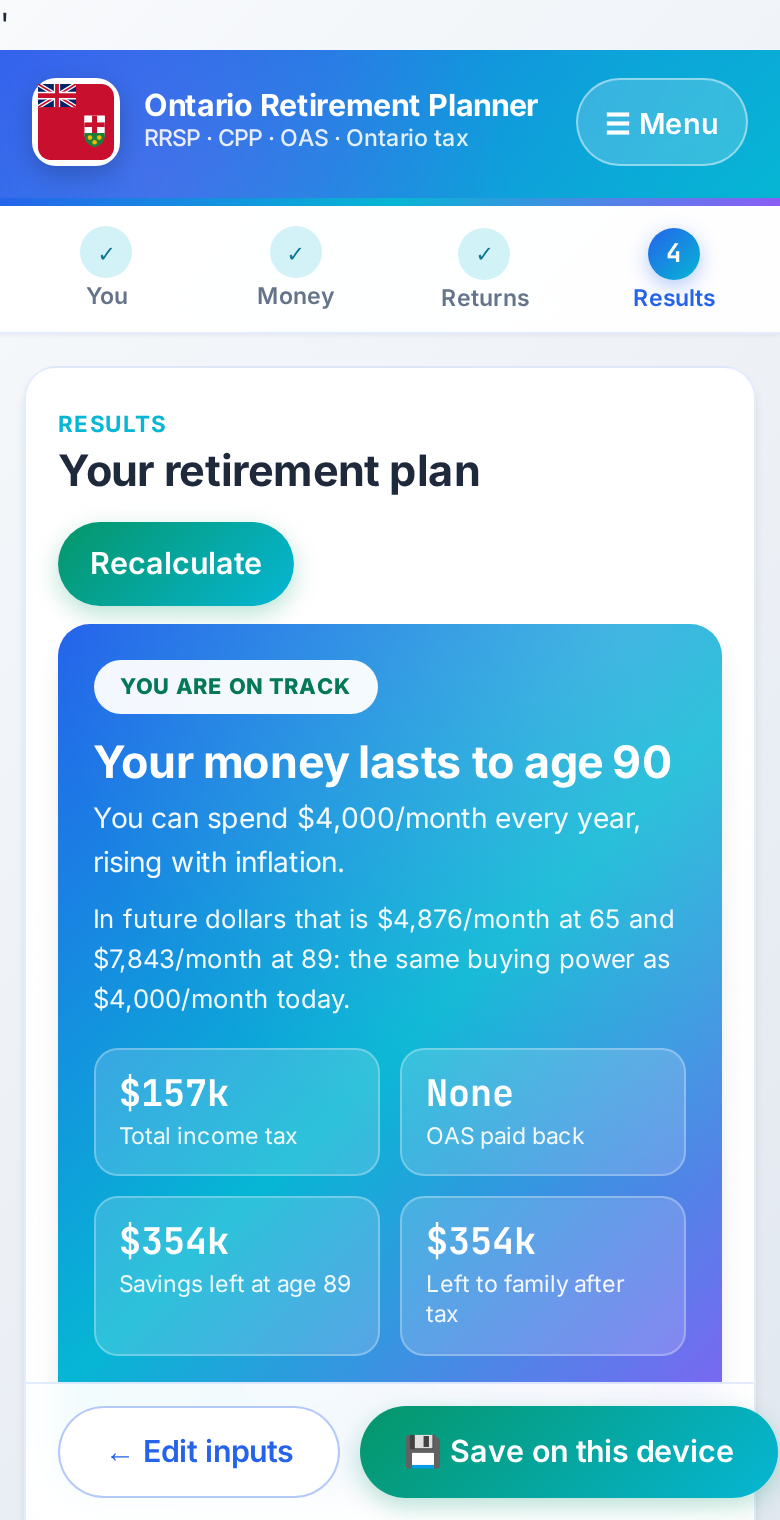 '
Ontario Retirement Planner
RRSP · CPP · OAS · Ontario tax
☰ Menu
✓
✓
✓
4
You
Money
Returns
Results
RESULTS
Your retirement plan
Recalculate
YOU ARE ON TRACK
Your money lasts to age 90
You can spend $4,000/month every year,
rising with inflation.
In future dollars that is $4,876/month at 65 and
$7,843/month at 89: the same buying power as
$4,000/month today.
$157k
Total income tax
None
OAS paid back
$354k
Savings left at age 89
$354k
Left to family after
tax
← Edit inputs
💾 Save on this device